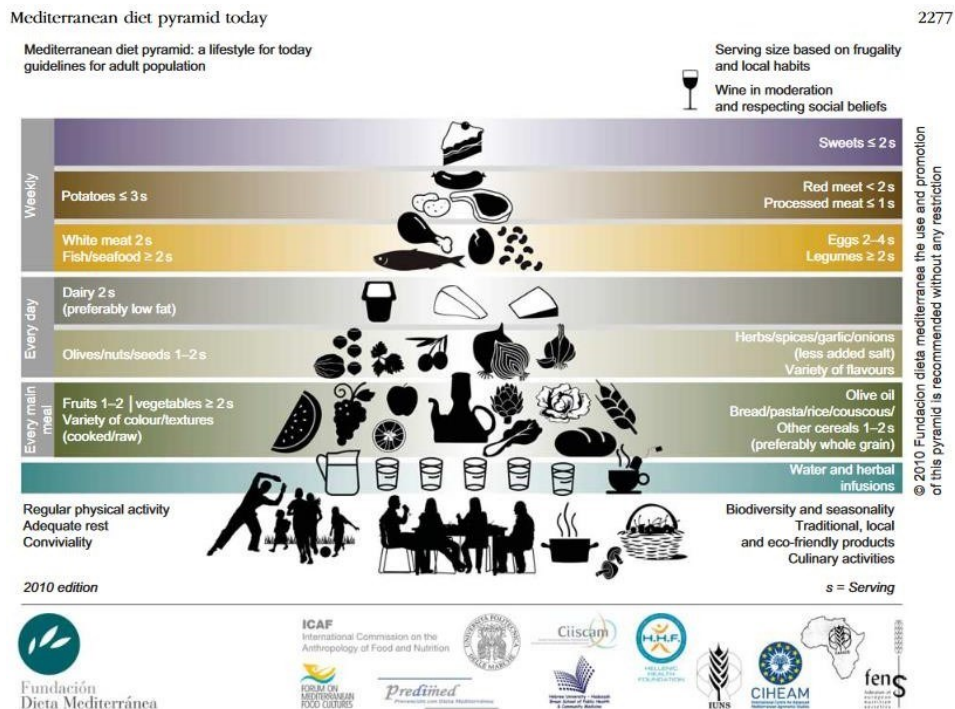 Mediterranean diet pyramid today
2277
Mediterranean diet pyramid: a lifestyle for today
guidelines for adult population
Serving size based on frugality
and local habits
Wine in moderation
and respecting social beliefs
Weekly
Sweets ≤ 2 s
Potatoes ≤ 3 s
Red meet < 2 s
Processed meat ≤ 1 s
White meat 2 s
Fish/seafood ≥ 2 s
Eggs 2–4 s
Legumes ≥ 2 s
Every day
Dairy 2 s
(preferably low fat)
Olives/nuts/seeds 1–2 s
Herbs/spices/garlic/onions
(less added salt)
Variety of flavours
Every main
meal
Fruits 1–2 | vegetables ≥ 2 s
Variety of colour/textures
(cooked/raw)
Olive oil
Bread/pasta/rice/couscous/
Other cereals 1–2 s
(preferably whole grain)
Water and herbal
infusions
Regular physical activity
Adequate rest
Conviviality
Biodiversity and seasonality
Traditional, local
and eco-friendly products
Culinary activities
2010 edition
s = Serving
© 2010 Fundacion dieta mediterranea the use and promotion
of this pyramid is recommended without any restriction
Fundación
Dieta Mediterránea
ICAF
International Commission on the
Anthropology of Food and Nutrition
FORUM ON
MEDITERRANEAN
FOOD CULTURES
Predimed
Prevención con Dieta Mediterránea
Ciiscam
H.H.F.
HELLENIC
HEALTH
FOUNDATION
IUNS
CIHEAM
fens